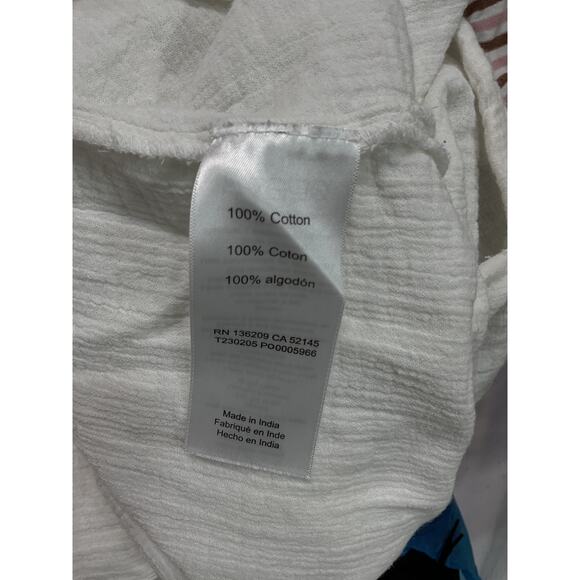 100% Cotton
100% Coton
100% algodón
RN 136209 CA 52145
T230205 PO0005966
Made in India
Fabriqué en Inde
Hecho en India